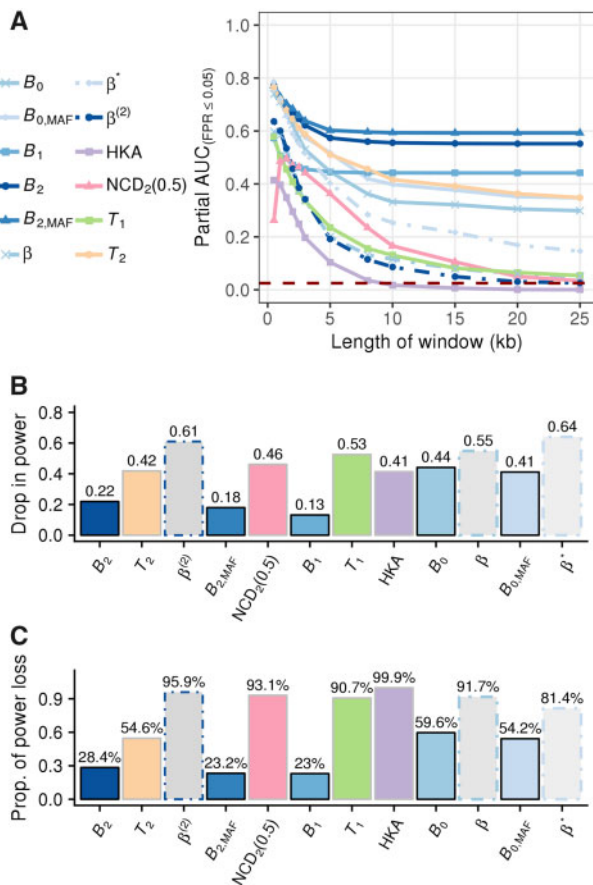 A
B₀ β*
B₀,MAF β⁽²⁾
B₁ HKA
B₂ NCD₂(0.5)
B₂,MAF T₁
β T₂
Partial AUC(FPR ≤ 0.05)
1.0
0.8
0.6
0.4
0.2
0.0
0 5 10 15 20 25
Length of window (kb)
B
Drop in power
0.8
0.6
0.4
0.2
0.0
0.22 0.42 0.61 0.18 0.46 0.13 0.53 0.41 0.44 0.55 0.41 0.64
B₂ T₂ β⁽²⁾ B₂,MAF NCD₂(0.5) B₁ T₁ HKA B₀ β B₀,MAF β*
C
Prop. of power loss
0.9
0.6
0.3
0.0
28.4% 54.6% 95.9% 23.2% 93.1% 23% 90.7% 99.9% 59.6% 91.7% 54.2% 81.4%
B₂ T₂ β⁽²⁾ B₂,MAF NCD₂(0.5) B₁ T₁ HKA B₀ β B₀,MAF β*